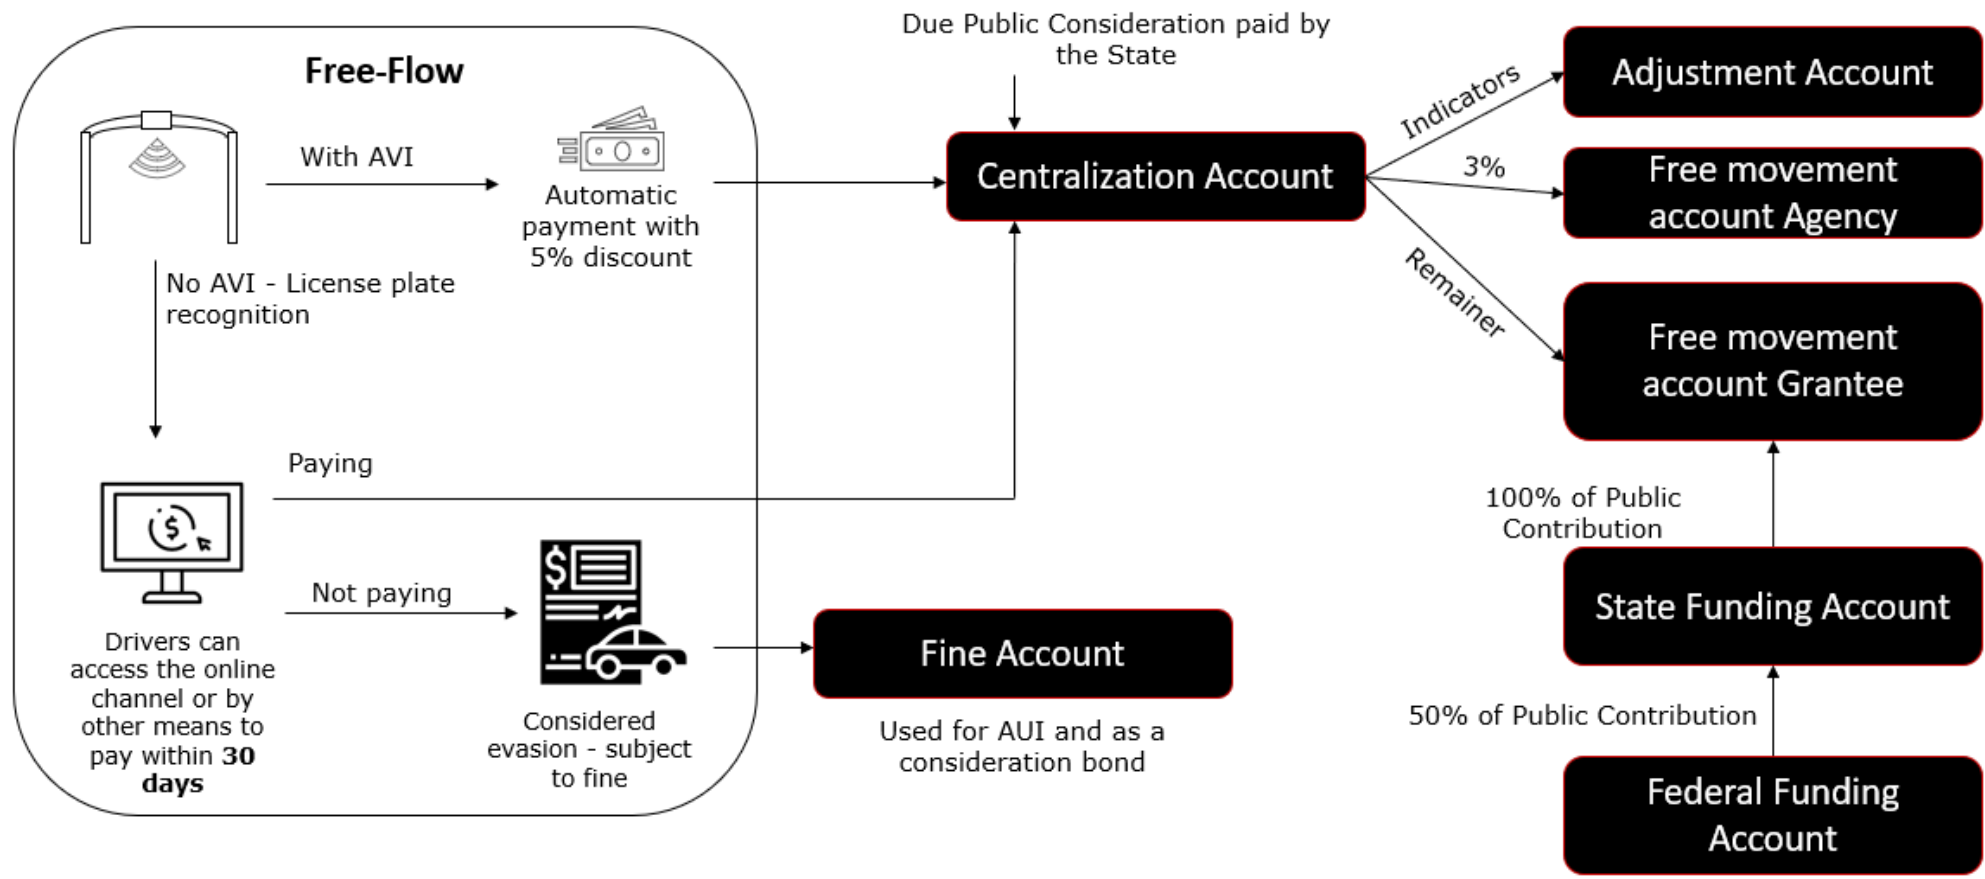 Free-Flow
With AVI
Automatic
payment with
5% discount
No AVI - License plate
recognition
Paying
$
Drivers can
access the online
channel or by
other means to
pay within 30
days
Not paying
$
Considered
evasion - subject
to fine
Due Public Consideration paid by
the State
Centralization Account
Fine Account
Used for AUI and as a
consideration bond
Indicators
3%
Remainer
Adjustment Account
Free movement
account Agency
Free movement
account Grantee
100% of Public
Contribution
State Funding Account
50% of Public Contribution
Federal Funding
Account